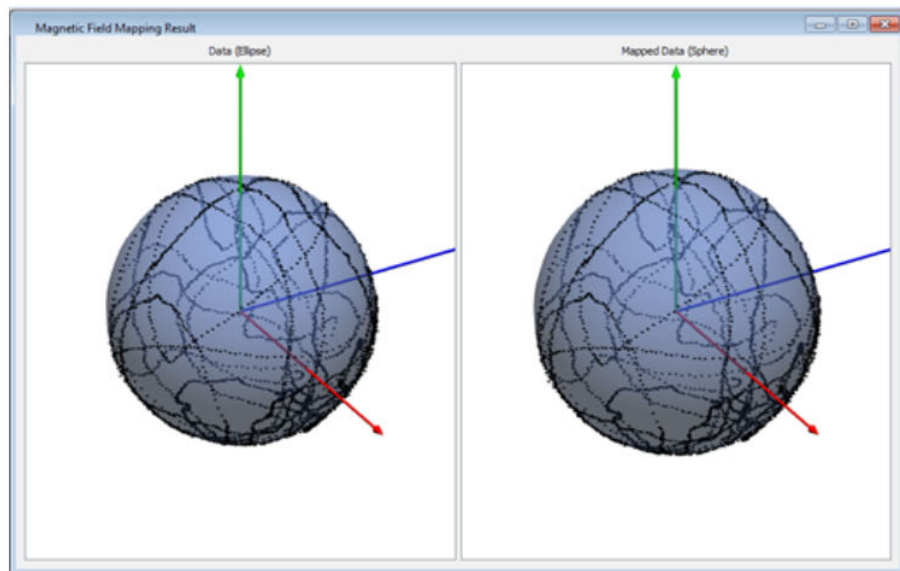 Magnetic Field Mapping Result
Data (Ellipse)
Mapped Data (Sphere)